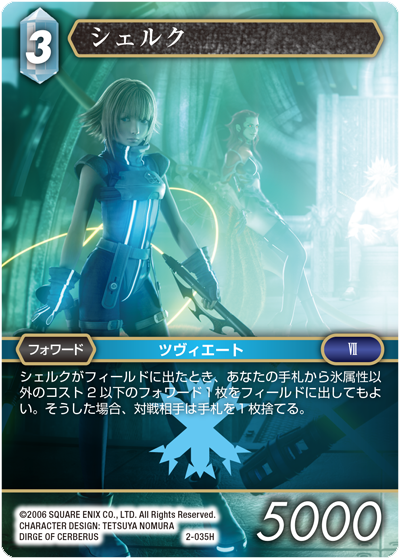 3
シェルク
フォワード
ツヴィエート
VII
シェルクがフィールドに出たとき、あなたの手札から氷属性以
外のコスト2以下のフォワード1枚をフィールドに出してもよ
い。そうした場合、対戦相手は手札を1枚捨てる。
©2006 SQUARE ENIX CO., LTD. All Rights Reserved.
CHARACTER DESIGN: TETSUYA NOMURA
DIRGE OF CERBERUS
2-035H
5000